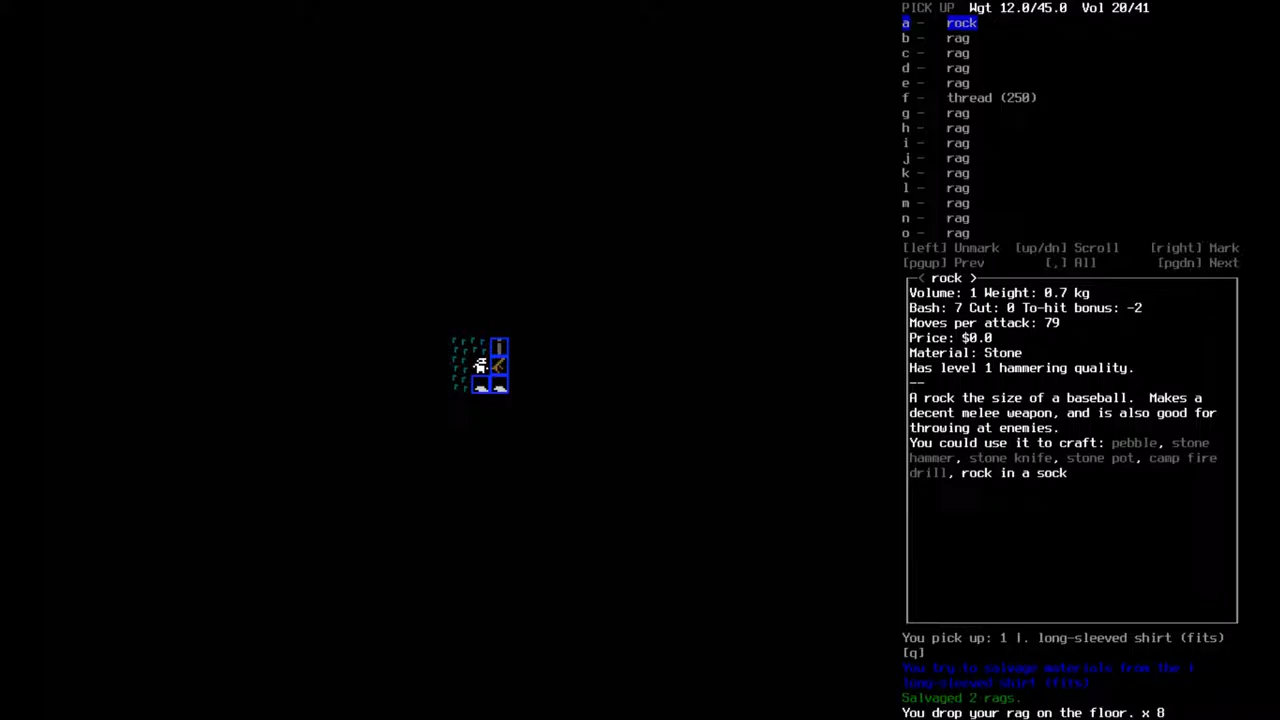 PICK UP Wgt 12.0/45.0 Vol 20/41
a - rock
b - rag
c - rag
d - rag
e - rag
f - thread (250)
g - rag
h - rag
i - rag
j - rag
k - rag
l - rag
m - rag
n - rag
o - rag
[left] Unmark [up/dn] Scroll [right] Mark
[pgup] Prev [,] All [pgdn] Next
< rock >
Volume: 1 Weight: 0.7 kg
Bash: 7 Cut: 0 To-hit bonus: -2
Moves per attack: 79
Price: $0.0
Material: Stone
Has level 1 hammering quality.
--
A rock the size of a baseball. Makes a
decent melee weapon, and is also good for
throwing at enemies.
You could use it to craft: pebble, stone
hammer, stone knife, stone pot, camp fire
drill, rock in a sock
You pick up: 1 |. long-sleeved shirt (fits)
[q]
You try to salvage materials from the |
long-sleeved shirt (fits)
Salvaged 2 rags.
You drop your rag on the floor. x 8